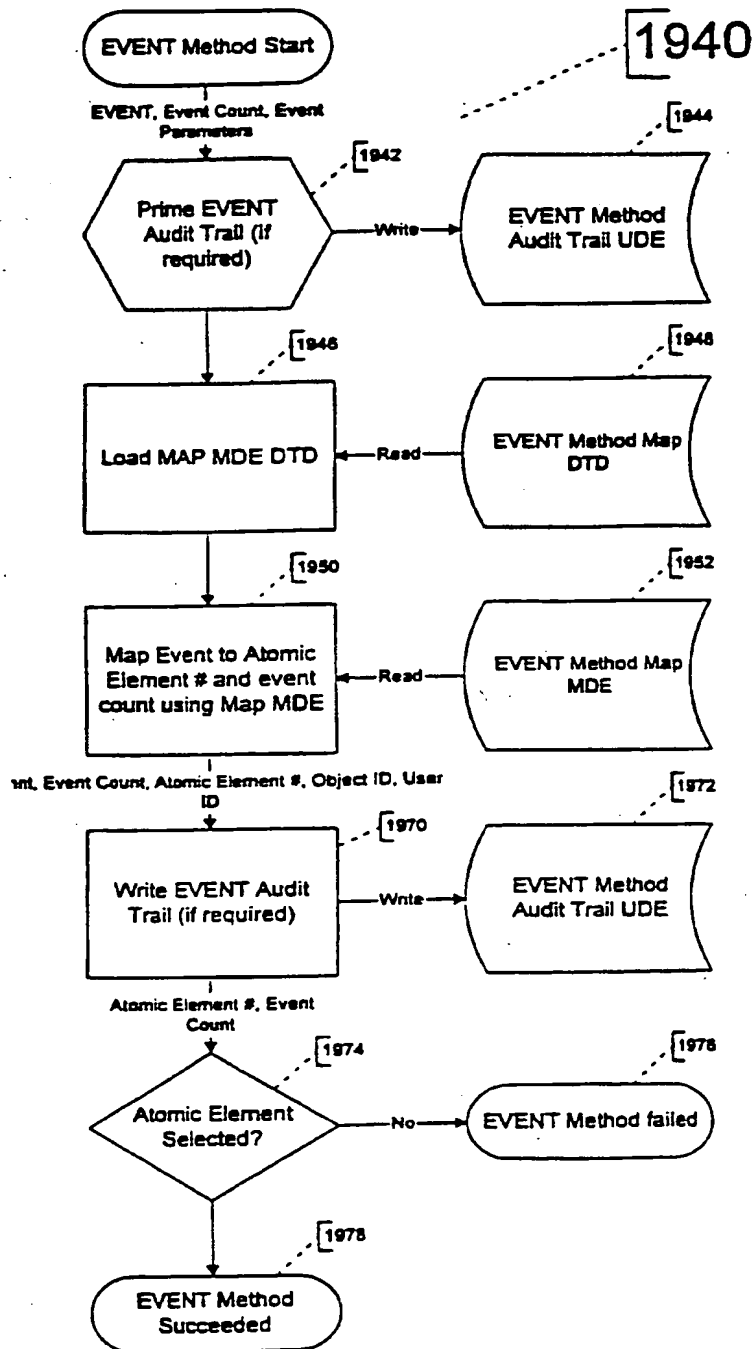 EVENT Method Start
1940
EVENT, Event Count, Event
Parameters
1942
1944
Prime EVENT
Audit Trail (if
required)
Write
EVENT Method
Audit Trail UDE
1946
1948
Load MAP MDE DTD
Read
EVENT Method Map
DTD
1950
1952
Map Event to Atomic
Element # and event
count using Map MDE
Read
EVENT Method Map
MDE
Event Count, Atomic Element #, Object ID, User
ID
1970
1972
Write EVENT Audit
Trail (if required)
Write
EVENT Method
Audit Trail UDE
Atomic Element #, Event
Count
1974
Atomic Element
Selected?
No
EVENT Method failed
1978
EVENT Method
Succeeded